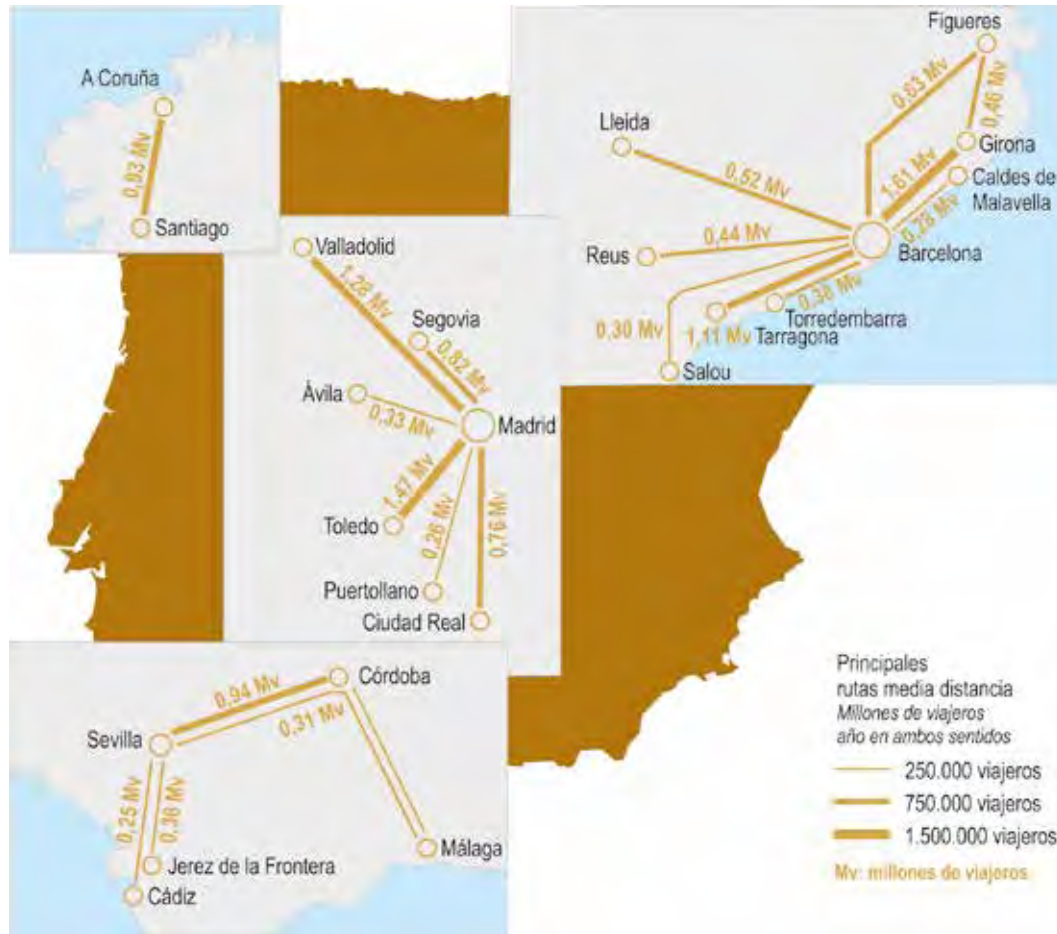 A Coruña
0,93 Mv
Santiago
Figueres
0,63 Mv
0,46 Mv
Lleida
Girona
0,52 Mv
1,61 Mv
Caldes de
Malavella
0,28 Mv
Reus
0,44 Mv
Barcelona
0,38 Mv
0,30 Mv
1,11 Mv
Torredembarra
Tarragona
Salou
Valladolid
1,28 Mv
Segovia
0,82 Mv
Ávila
0,33 Mv
Madrid
1,47 Mv
Toledo
0,26 Mv
0,76 Mv
Puertollano
Ciudad Real
Córdoba
0,94 Mv
0,31 Mv
Sevilla
0,25 Mv
0,36 Mv
Málaga
Jerez de la Frontera
Cádiz
Principales
rutas media distancia
Millones de viajeros
año en ambos sentidos
250.000 viajeros
750.000 viajeros
1.500.000 viajeros
Mv: millones de viajeros